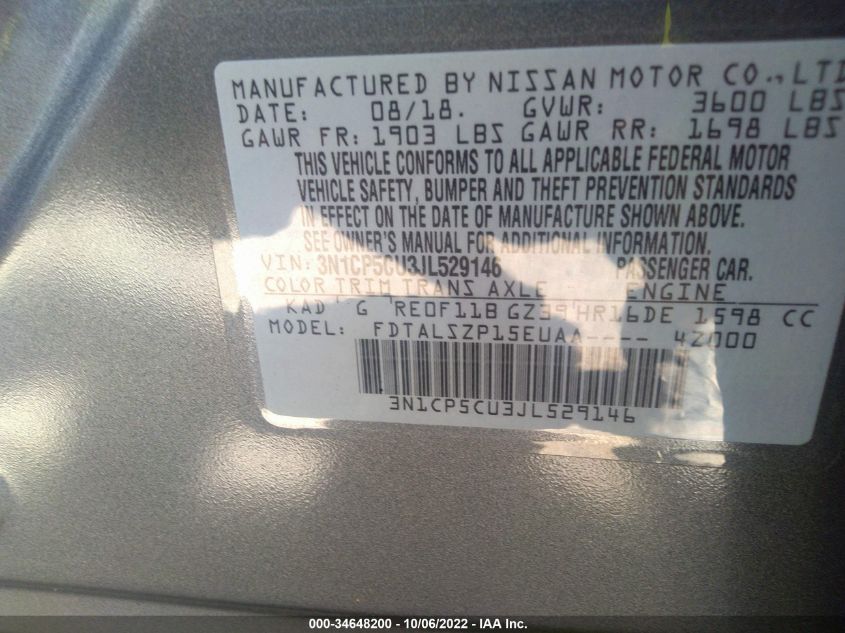 MANUFACTURED BY NISSAN MOTOR CO., LTD
DATE: 08/18. GVWR: 3600 LBS
GAWR FR: 1903 LBS GAWR RR: 1698 LBS
THIS VEHICLE CONFORMS TO ALL APPLICABLE FEDERAL MOTOR
VEHICLE SAFETY, BUMPER AND THEFT PREVENTION STANDARDS
IN EFFECT ON THE DATE OF MANUFACTURE SHOWN ABOVE.
SEE OWNER'S MANUAL FOR ADDITIONAL INFORMATION.
VIN: 3N1CP5CU3JL529146 PASSENGER CAR.
COLOR TRIM TRANS AXLE ENGINE
KAD G RE0F11B GZ39 HR16DE 1598 CC
MODEL: FDTALSZP15EUAA---- 4Z000
3N1CP5CU3JL529146
000-34648200 - 10/06/2022 - IAA Inc.